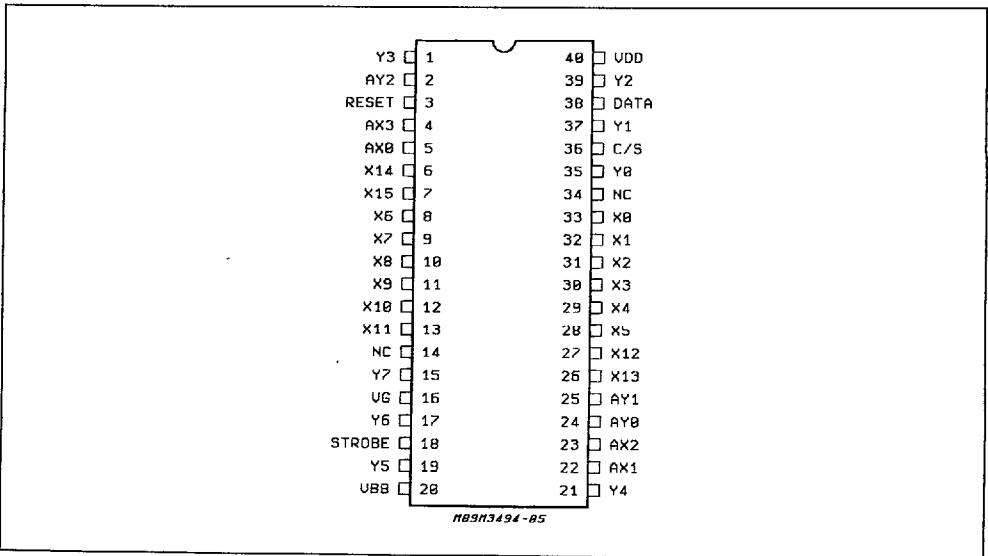 Y3 1 40 VDD
AY2 2 39 Y2
RESET 3 38 DATA
AX3 4 37 Y1
AX0 5 36 C/S
X14 6 35 Y0
X15 7 34 NC
X6 8 33 X0
X7 9 32 X1
X8 10 31 X2
X9 11 30 X3
X10 12 29 X4
X11 13 28 X5
NC 14 27 X12
Y7 15 26 X13
VG 16 25 AY1
Y6 17 24 AY0
STROBE 18 23 AX2
Y5 19 22 AX1
VBB 20 21 Y4
M89M3494-05